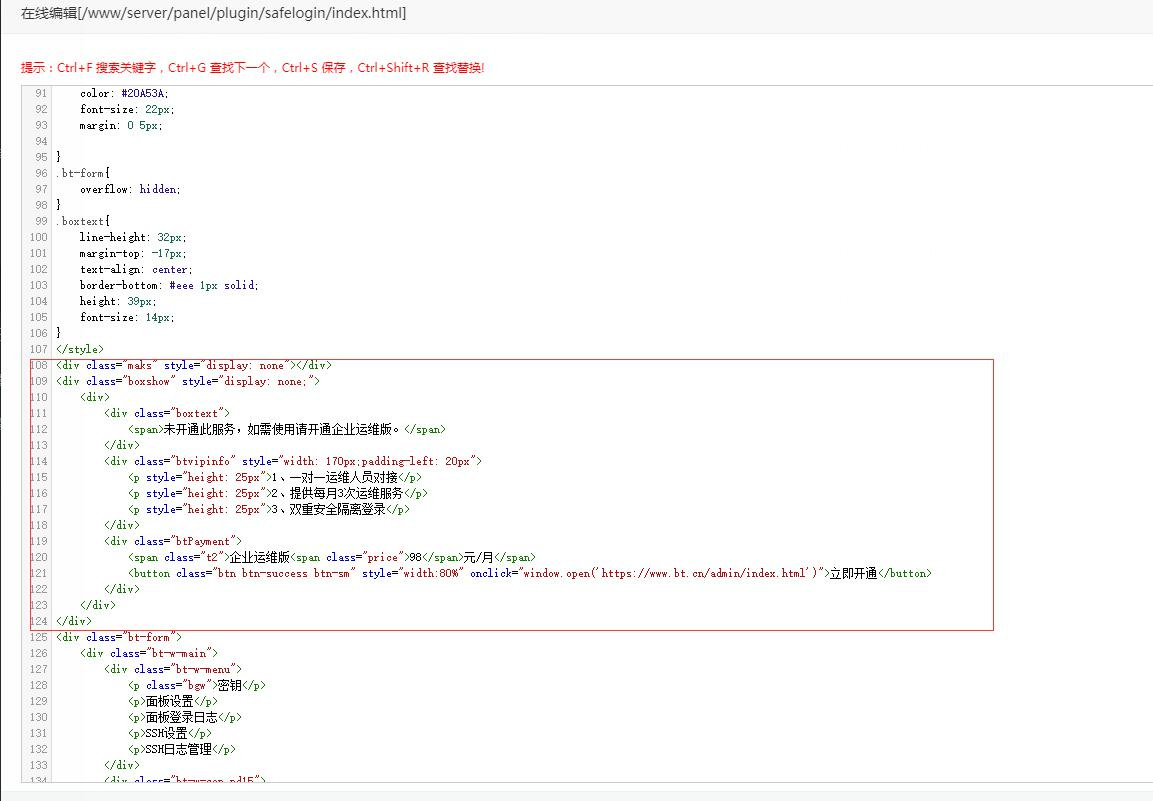 在线编辑[/www/server/panel/plugin/safelogin/index.html]
提示：Ctrl+F 搜索关键字，Ctrl+G 查找下一个，Ctrl+S 保存，Ctrl+Shift+R 查找替换!
91 color: #20A53A;
92 font-size: 22px;
93 margin: 0 5px;
94
95 }
96 .bt-form{
97 overflow: hidden;
98 }
99 .boxtext{
100 line-height: 32px;
101 margin-top: -17px;
102 text-align: center;
103 border-bottom: #eee 1px solid;
104 height: 39px;
105 font-size: 14px;
106 }
107 </style>
108 <div class="maks" style="display: none"></div>
109 <div class="boxshow" style="display: none;">
110 <div>
111 <div class="boxtext">
112 <span>未开通此服务，如需使用请开通企业运维版。</span>
113 </div>
114 <div class="btvipinfo" style="width: 170px;padding-left: 20px">
115 <p style="height: 25px">1、一对一运维人员对接</p>
116 <p style="height: 25px">2、提供每月3次运维服务</p>
117 <p style="height: 25px">3、双重安全隔离登录</p>
118 </div>
119 <div class="btPayment">
120 <span class="t2">企业运维版<span class="price">98</span>元/月</span>
121 <button class="btn btn-success btn-sm" style="width:80%" onclick="window.open('https://www.bt.cn/admin/index.html')">立即开通</button>
122 </div>
123 </div>
124 </div>
125 <div class="bt-form">
126 <div class="bt-w-main">
127 <div class="bt-w-menu">
128 <p class="bgw">密钥</p>
129 <p>面板设置</p>
130 <p>面板登录日志</p>
131 <p>SSH设置</p>
132 <p>SSH日志管理</p>
133 </div>
134 <div class="bt-w-con pd15">